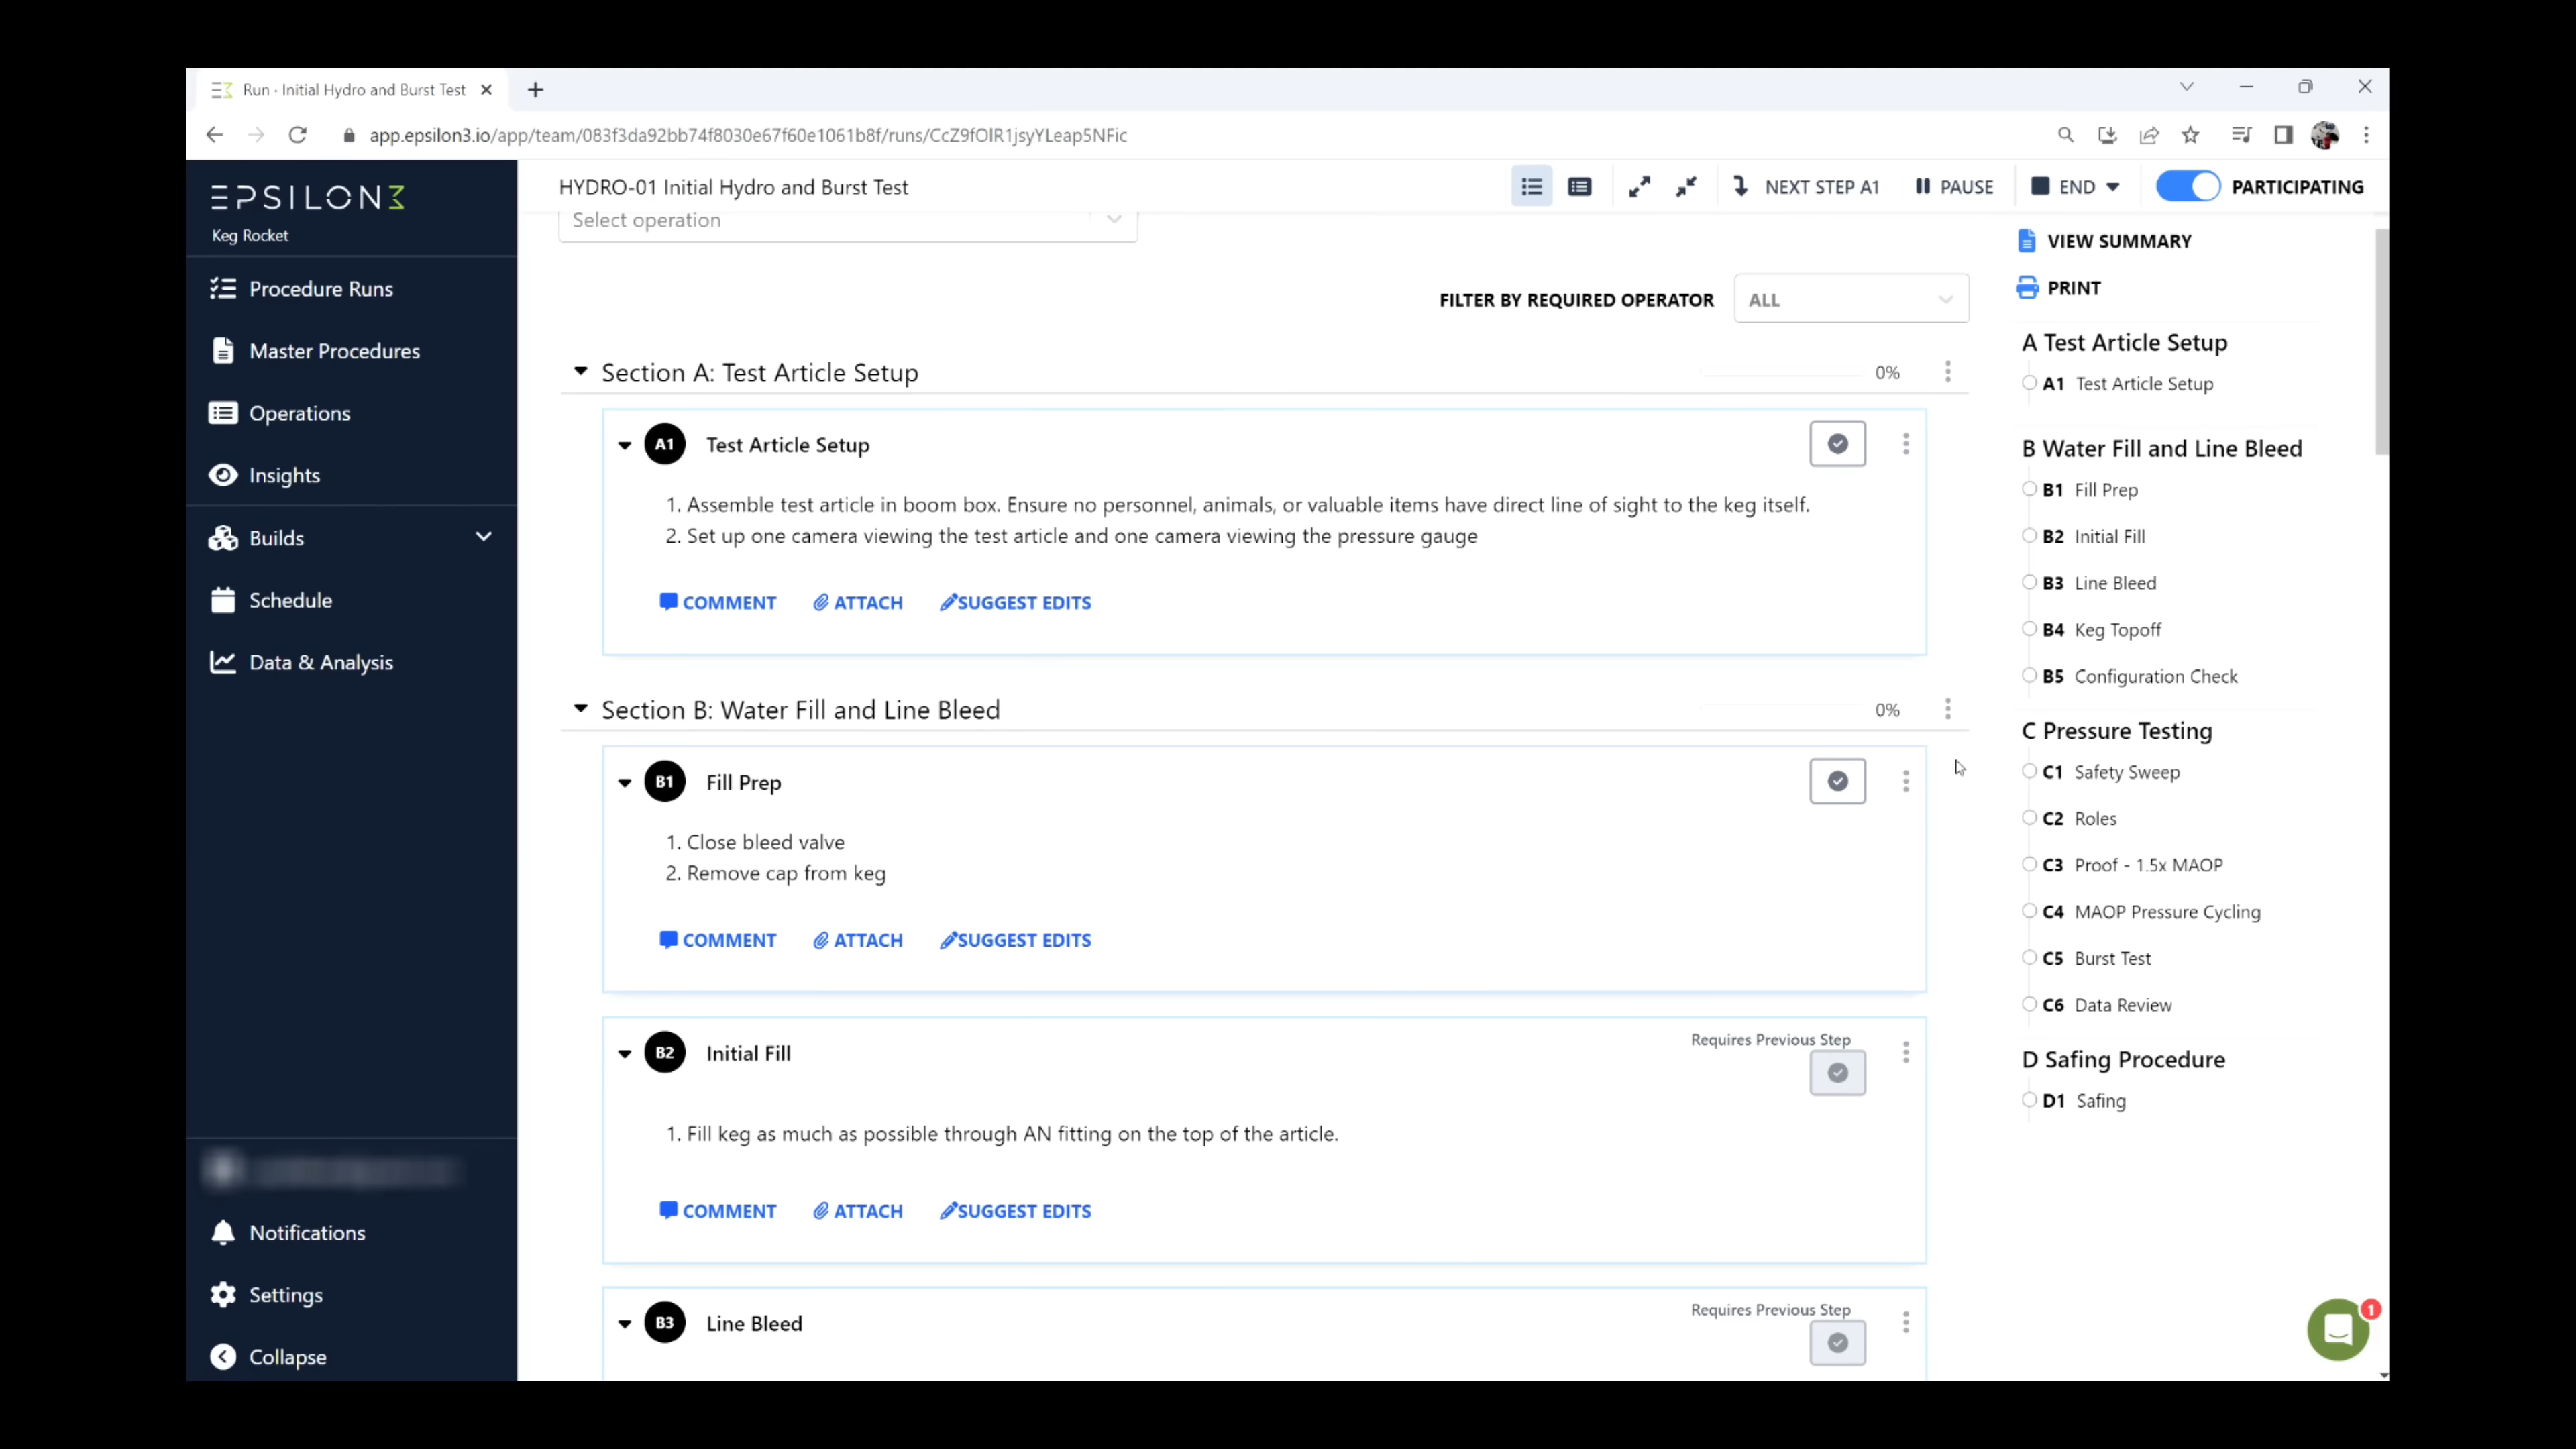 Run - Initial Hydro and Burst Test
app.epsilon3.io/app/team/083f3da92bb74f8030e67f60e1061b8f/runs/CcZ9fOIR1jsyYLeap5NFic
EPSILON3
Keg Rocket
Procedure Runs
Master Procedures
Operations
Insights
Builds
Schedule
Data & Analysis
Notifications
Settings
Collapse
HYDRO-01 Initial Hydro and Burst Test
NEXT STEP A1
PAUSE
END
PARTICIPATING
Select operation
FILTER BY REQUIRED OPERATOR
ALL
Section A: Test Article Setup
0%
A1 Test Article Setup
1. Assemble test article in boom box. Ensure no personnel, animals, or valuable items have direct line of sight to the keg itself.
2. Set up one camera viewing the test article and one camera viewing the pressure gauge
COMMENT ATTACH SUGGEST EDITS
Section B: Water Fill and Line Bleed
0%
B1 Fill Prep
1. Close bleed valve
2. Remove cap from keg
COMMENT ATTACH SUGGEST EDITS
B2 Initial Fill
Requires Previous Step
1. Fill keg as much as possible through AN fitting on the top of the article.
COMMENT ATTACH SUGGEST EDITS
B3 Line Bleed
Requires Previous Step
VIEW SUMMARY
PRINT
A Test Article Setup
A1 Test Article Setup
B Water Fill and Line Bleed
B1 Fill Prep
B2 Initial Fill
B3 Line Bleed
B4 Keg Topoff
B5 Configuration Check
C Pressure Testing
C1 Safety Sweep
C2 Roles
C3 Proof - 1.5x MAOP
C4 MAOP Pressure Cycling
C5 Burst Test
C6 Data Review
D Safing Procedure
D1 Safing
1